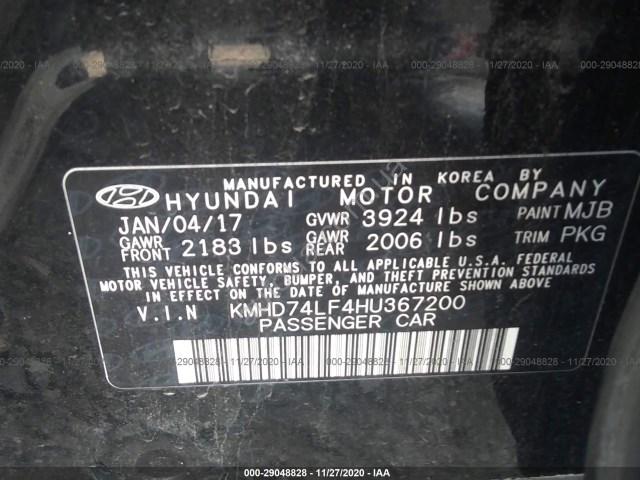 000-29048828 - 11/27/2020 - IAA
MANUFACTURED IN KOREA BY
HYUNDAI MOTOR COMPANY
JAN/04/17 GVWR 3924 lbs PAINT MJB
GAWR FRONT 2183 lbs GAWR REAR 2006 lbs TRIM PKG
THIS VEHICLE CONFORMS TO ALL APPLICABLE U.S.A. FEDERAL
MOTOR VEHICLE SAFETY, BUMPER, AND THEFT PREVENTION STANDARDS
IN EFFECT ON THE DATE OF MANUFACTURE SHOWN ABOVE.
V.I.N KMHD74LF4HU367200
PASSENGER CAR
000-29048828 - 11/27/2020 - IAA